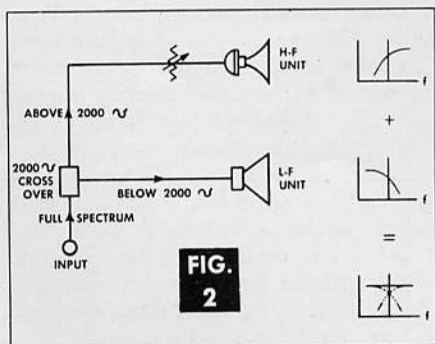 H-F
UNIT
f
+
ABOVE 2000 ∿
2000 ∿
CROSS
OVER
BELOW 2000 ∿
L-F
UNIT
f
FULL SPECTRUM
INPUT
=
FIG.
2
f